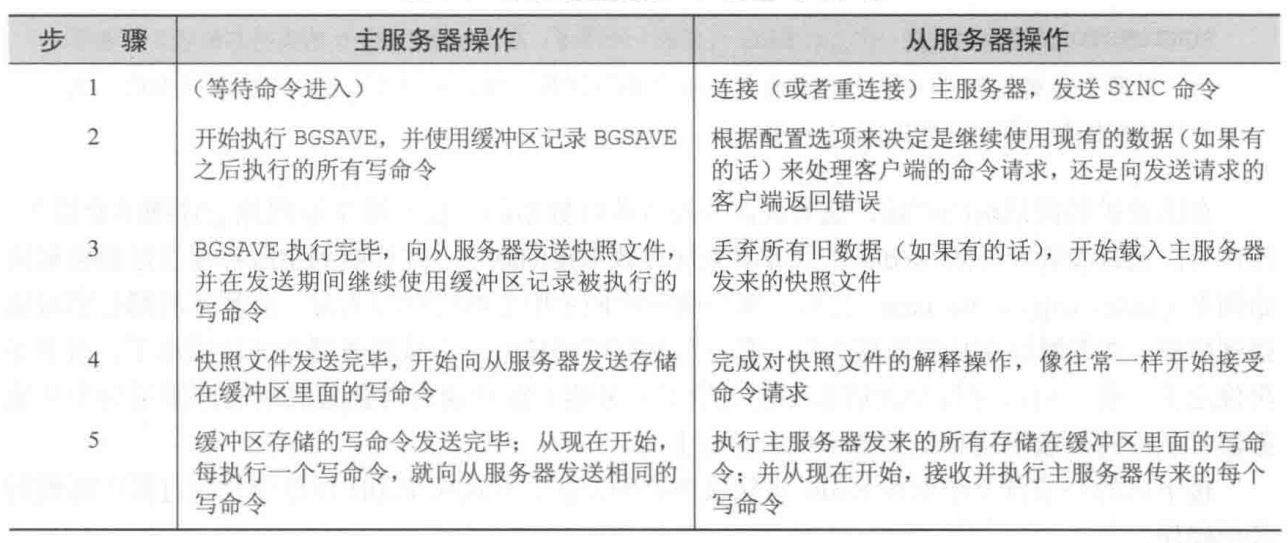 步 骤 主服务器操作 从服务器操作
1 (等待命令进入) 连接(或者重连接)主服务器,发送 SYNC 命令
2 开始执行 BGSAVE,并使用缓冲区记录 BGSAVE 根据配置选项来决定是继续使用现有的数据(如果有
之后执行的所有写命令 的话)来处理客户端的命令请求,还是向发送请求的
客户端返回错误
3 BGSAVE 执行完毕,向从服务器发送快照文件, 丢弃所有旧数据(如果有的话),开始载入主服务器
并在发送期间继续使用缓冲区记录被执行的 发来的快照文件
写命令
4 快照文件发送完毕,开始向从服务器发送存储 完成对快照文件的解释操作,像往常一样开始接受
在缓冲区里面的写命令 命令请求
5 缓冲区存储的写命令发送完毕;从现在开始, 执行主服务器发来的所有存储在缓冲区里面的写命
每执行一个写命令,就向从服务器发送相同的 令;并从现在开始,接收并执行主服务器传来的每个
写命令 写命令